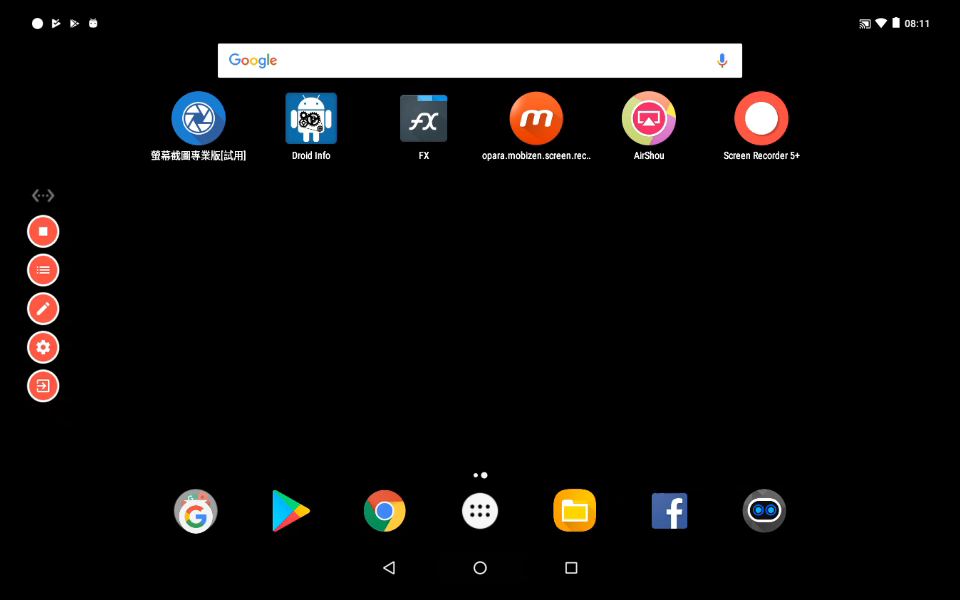 08:11
Google
螢幕截圖專業版[試用]
Droid Info
FX
opara.mobizen.screen.rec..
AirShou
Screen Recorder 5+